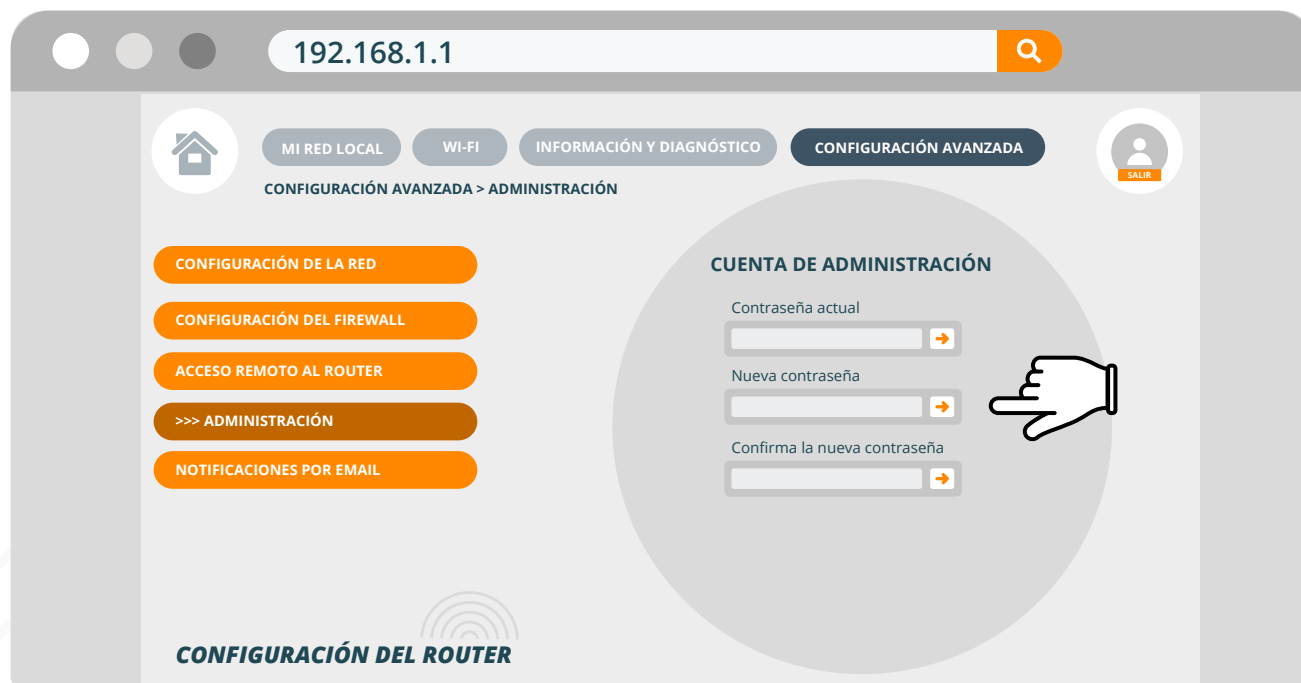 192.168.1.1
MI RED LOCAL
WI-FI
INFORMACIÓN Y DIAGNÓSTICO
CONFIGURACIÓN AVANZADA
SALIR
CONFIGURACIÓN AVANZADA > ADMINISTRACIÓN
CONFIGURACIÓN DE LA RED
CONFIGURACIÓN DEL FIREWALL
ACCESO REMOTO AL ROUTER
>>> ADMINISTRACIÓN
NOTIFICACIONES POR EMAIL
CUENTA DE ADMINISTRACIÓN
Contraseña actual
Nueva contraseña
Confirma la nueva contraseña
CONFIGURACIÓN DEL ROUTER